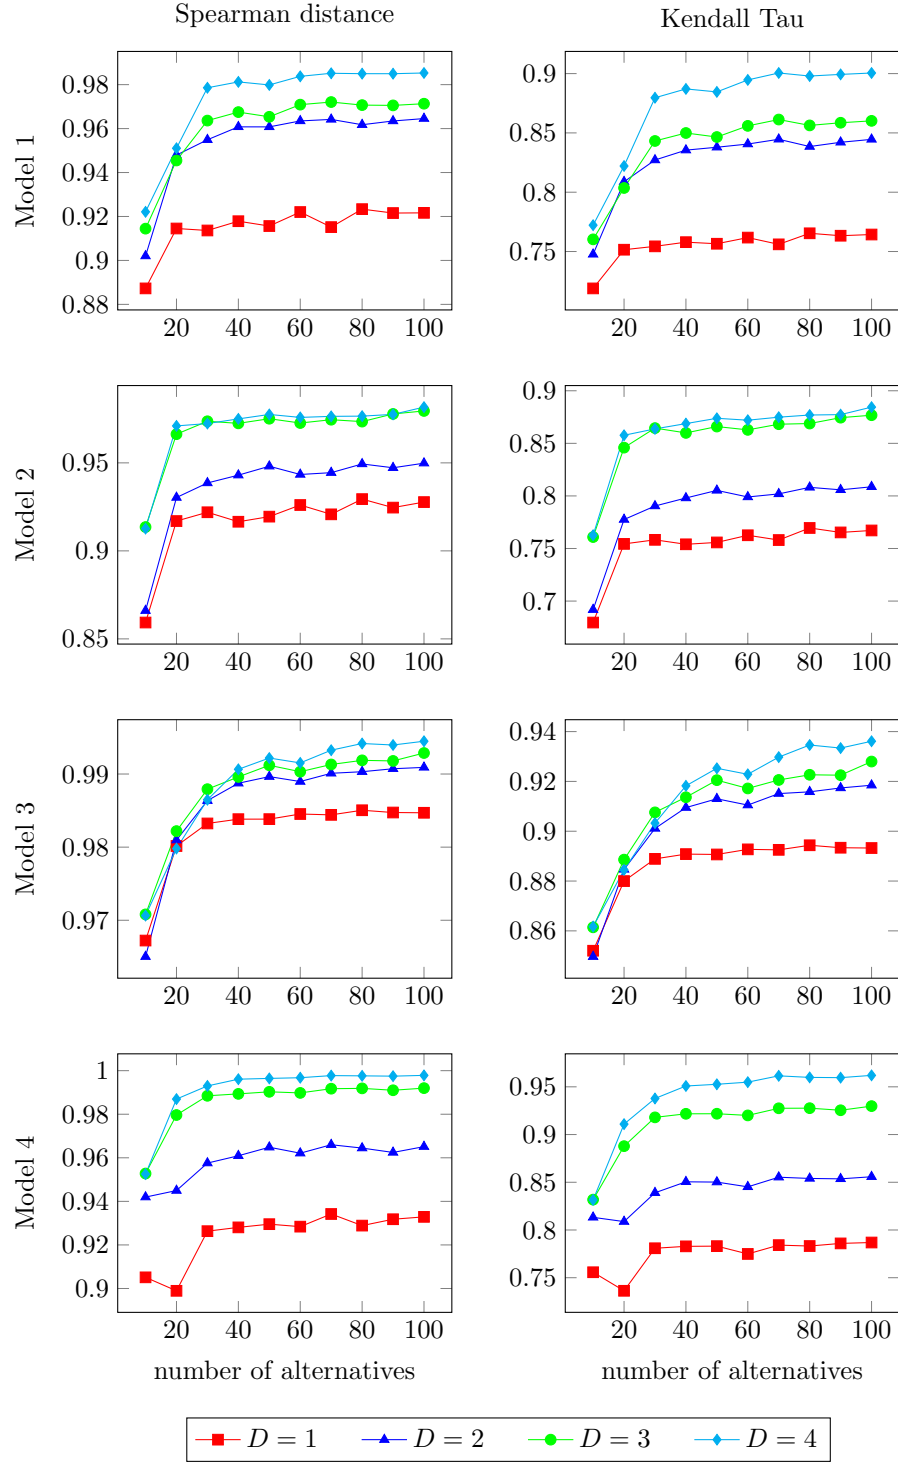 Spearman distance Kendall Tau
Model 1
0.98
0.96
0.94
0.92
0.9
0.88
20 40 60 80 100
0.9
0.85
0.8
0.75
20 40 60 80 100
Model 2
0.95
0.9
0.85
20 40 60 80 100
0.9
0.85
0.8
0.75
0.7
20 40 60 80 100
Model 3
0.99
0.98
0.97
20 40 60 80 100
0.94
0.92
0.9
0.88
0.86
20 40 60 80 100
Model 4
1
0.98
0.96
0.94
0.92
0.9
20 40 60 80 100
number of alternatives
0.95
0.9
0.85
0.8
0.75
20 40 60 80 100
number of alternatives
D = 1 D = 2 D = 3 D = 4